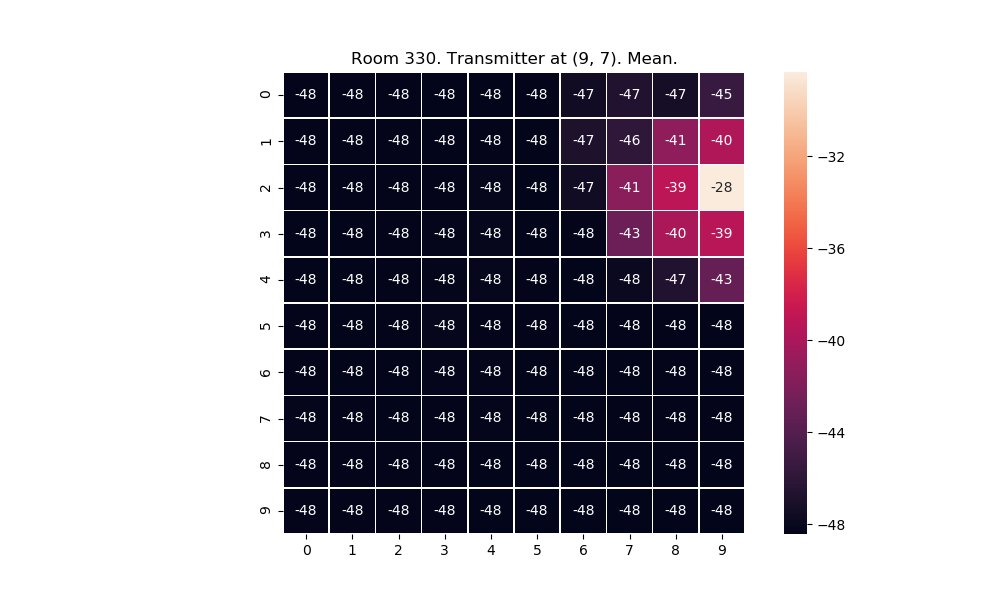 Room 330. Transmitter at (9, 7). Mean.
0 -48 -48 -48 -48 -48 -48 -47 -47 -47 -45
1 -48 -48 -48 -48 -48 -48 -47 -46 -41 -40
2 -48 -48 -48 -48 -48 -48 -47 -41 -39 -28
3 -48 -48 -48 -48 -48 -48 -48 -43 -40 -39
4 -48 -48 -48 -48 -48 -48 -48 -48 -47 -43
5 -48 -48 -48 -48 -48 -48 -48 -48 -48 -48
6 -48 -48 -48 -48 -48 -48 -48 -48 -48 -48
7 -48 -48 -48 -48 -48 -48 -48 -48 -48 -48
8 -48 -48 -48 -48 -48 -48 -48 -48 -48 -48
9 -48 -48 -48 -48 -48 -48 -48 -48 -48 -48
0 1 2 3 4 5 6 7 8 9
−32
−36
−40
−44
−48